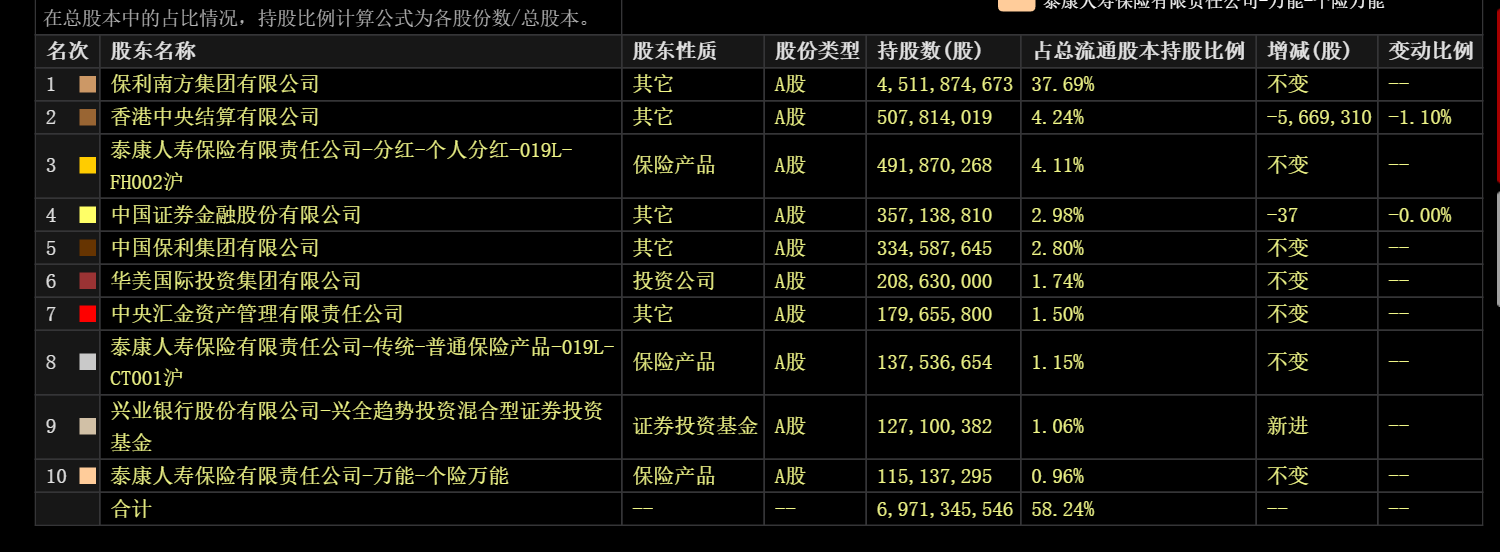 在总股本中的占比情况，持股比例计算公式为各股份数/总股本。
泰康人寿保险有限责任公司-万能-个险万能
名次 股东名称 股东性质 股份类型 持股数(股) 占总流通股本持股比例 增减(股) 变动比例
1 保利南方集团有限公司 其它 A股 4,511,874,673 37.69% 不变 --
2 香港中央结算有限公司 其它 A股 507,814,019 4.24% -5,669,310 -1.10%
3 泰康人寿保险有限责任公司-分红-个人分红-019L-
FH002沪 保险产品 A股 491,870,268 4.11% 不变 --
4 中国证券金融股份有限公司 其它 A股 357,138,810 2.98% -37 -0.00%
5 中国保利集团有限公司 其它 A股 334,587,645 2.80% 不变 --
6 华美国际投资集团有限公司 投资公司 A股 208,630,000 1.74% 不变 --
7 中央汇金资产管理有限责任公司 其它 A股 179,655,800 1.50% 不变 --
8 泰康人寿保险有限责任公司-传统-普通保险产品-019L-
CT001沪 保险产品 A股 137,536,654 1.15% 不变 --
9 兴业银行股份有限公司-兴全趋势投资混合型证券投资
基金 证券投资基金 A股 127,100,382 1.06% 新进 --
10 泰康人寿保险有限责任公司-万能-个险万能 保险产品 A股 115,137,295 0.96% 不变 --
合计 -- -- 6,971,345,546 58.24% -- --